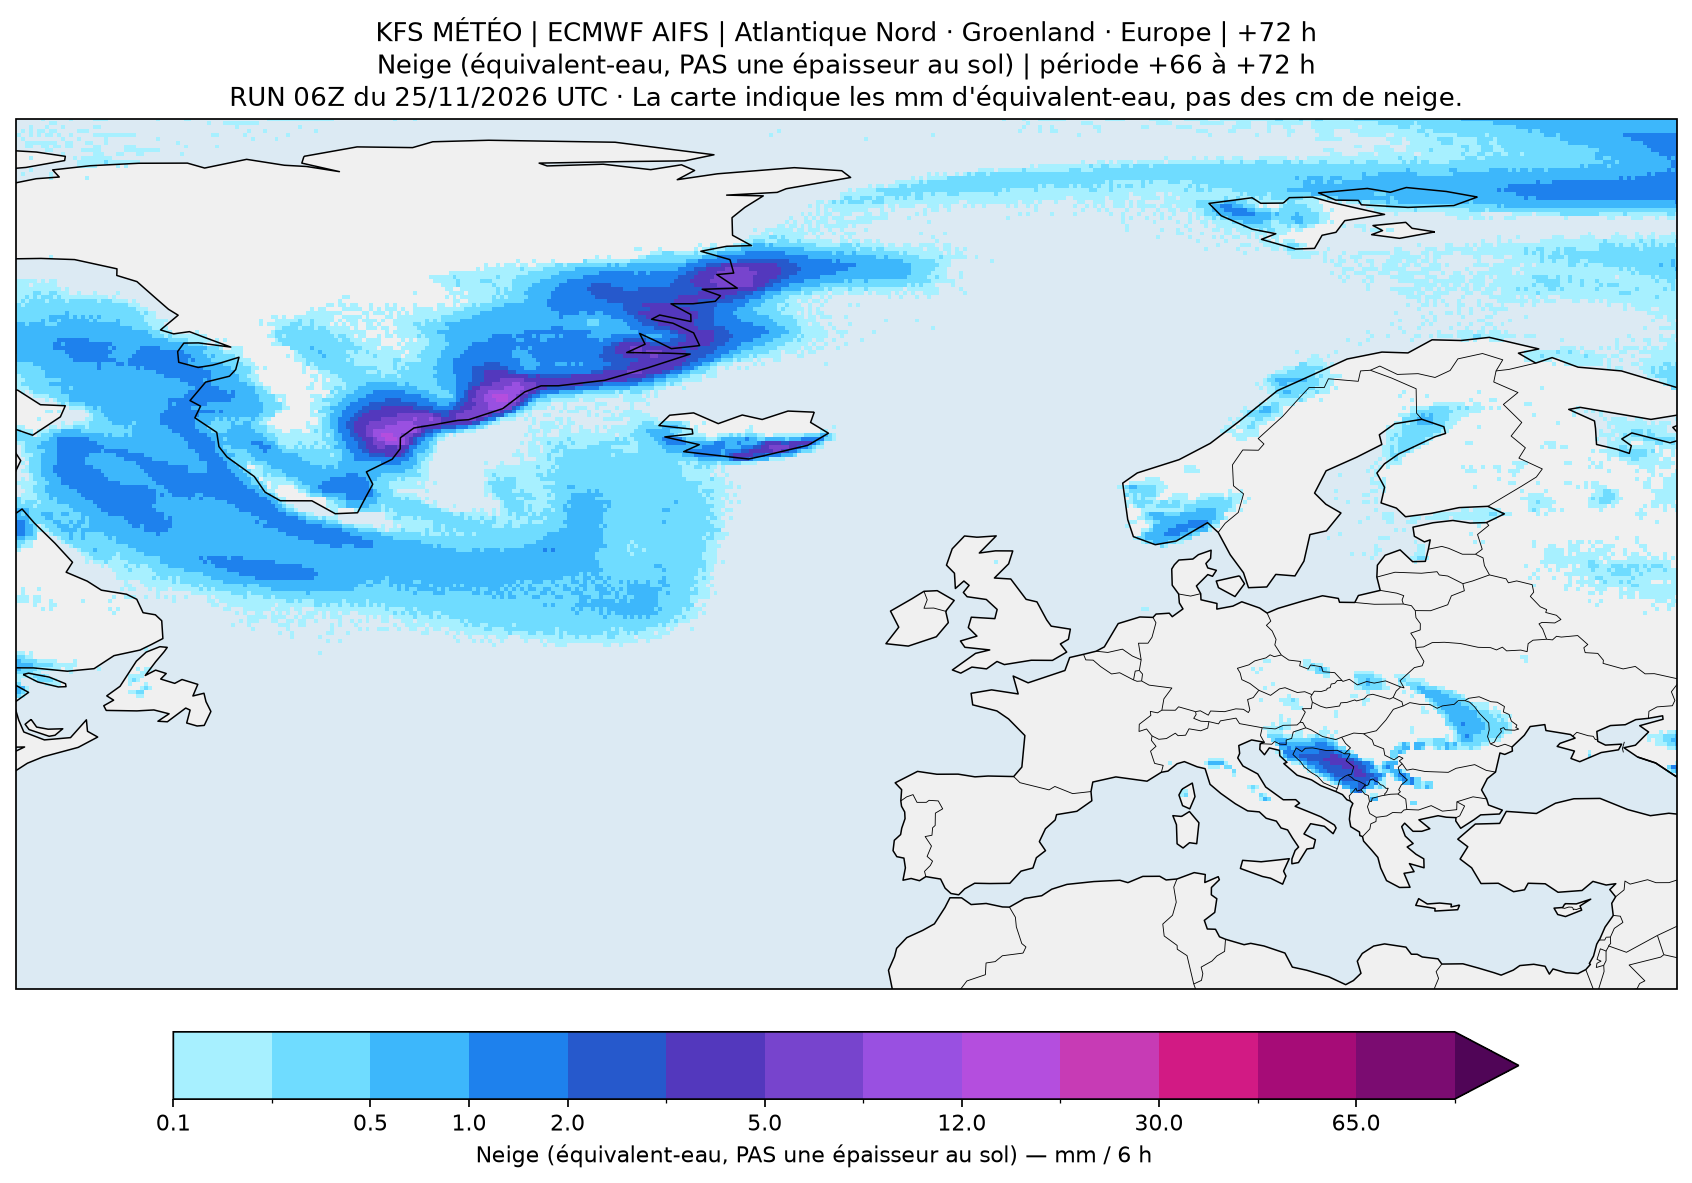 KFS MÉTÉO | ECMWF AIFS | Atlantique Nord · Groenland · Europe | +72 h
Neige (équivalent-eau, PAS une épaisseur au sol) | période +66 à +72 h
RUN 06Z du 25/11/2026 UTC · La carte indique les mm d'équivalent-eau, pas des cm de neige.
0.1 0.5 1.0 2.0 5.0 12.0 30.0 65.0
Neige (équivalent-eau, PAS une épaisseur au sol) — mm / 6 h